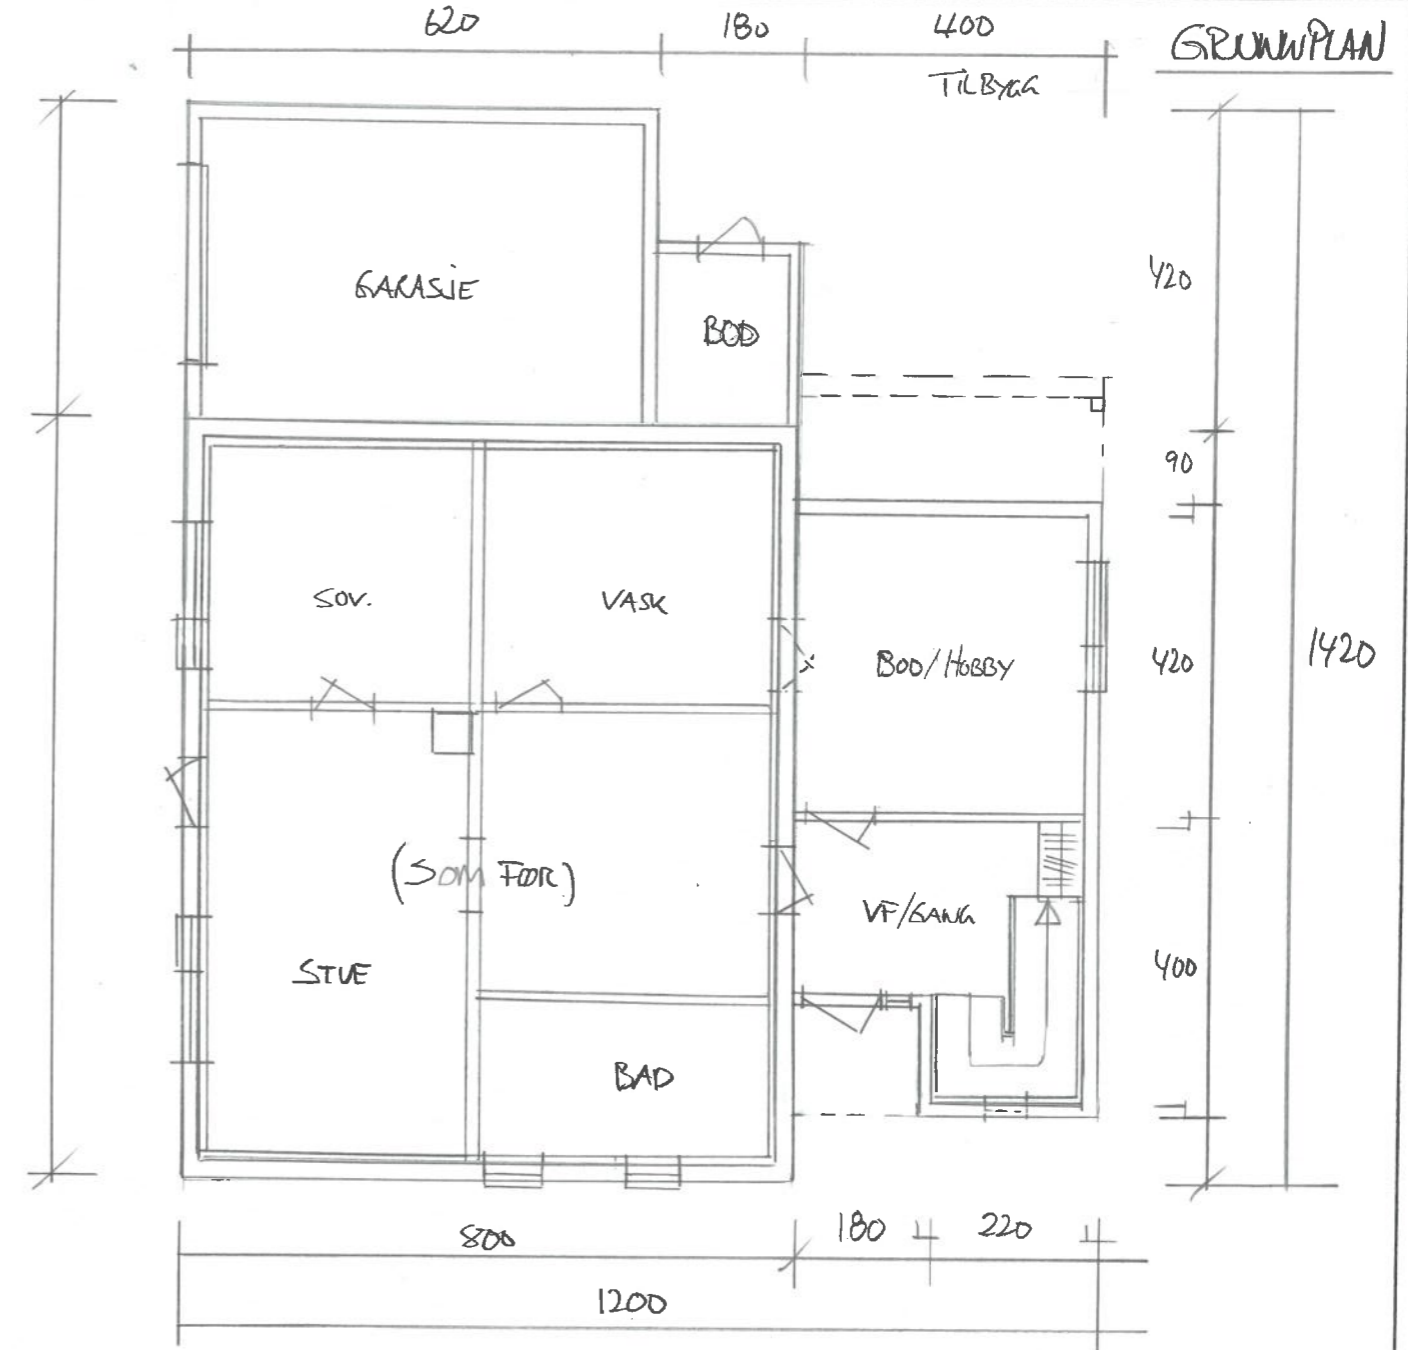 620 180 400 GRUNNPLAN
TILBYGG
GARASJE
420
BOD
90
SOV. VASK
BOD/HOBBY 420 1420
(SOM FØR)
VF/GANG
STUE 400
BAD
800 180 220
1200